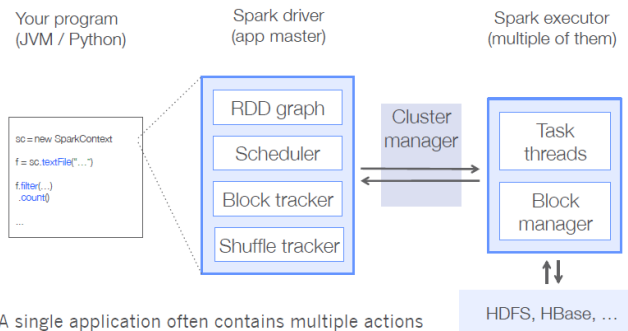 Your program
(JVM / Python)
Spark driver
(app master)
Spark executor
(multiple of them)
sc = new SparkContext
f = sc.textFile("…")
f.filter(…)
.count()
...
RDD graph
Scheduler
Block tracker
Shuffle tracker
Cluster
manager
Task
threads
Block
manager
HDFS, HBase, …
A single application often contains multiple actions